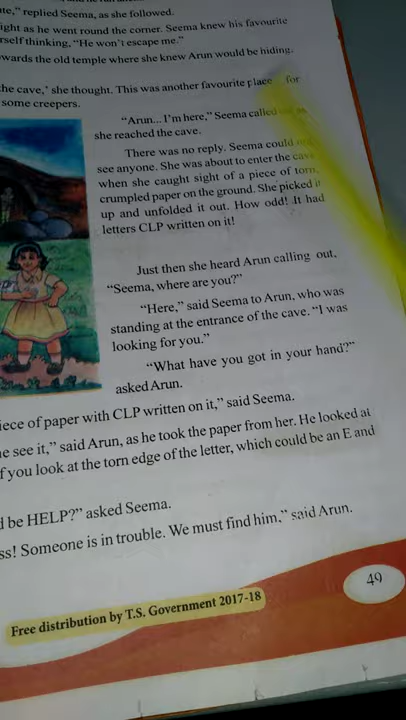 te," replied Seema, as she followed.
ight as he went round the corner. Seema knew his favourite
rself thinking, "He won't escape me."
wards the old temple where she knew Arun would be hiding.
the cave,' she thought. This was another favourite place for
some creepers.
"Arun... I'm here," Seema called out as
she reached the cave.
There was no reply. Seema could not
see anyone. She was about to enter the cave
when she caught sight of a piece of torn,
crumpled paper on the ground. She picked it
up and unfolded it out. How odd! It had
letters CLP written on it!
Just then she heard Arun calling out,
"Seema, where are you?"
"Here," said Seema to Arun, who was
standing at the entrance of the cave. "I was
looking for you."
"What have you got in your hand?"
asked Arun.
iece of paper with CLP written on it," said Seema.
e see it," said Arun, as he took the paper from her. He looked at
f you look at the torn edge of the letter, which could be an E and
d be HELP?" asked Seema.
ss! Someone is in trouble. We must find him," said Arun.
49
Free distribution by T.S. Government 2017-18